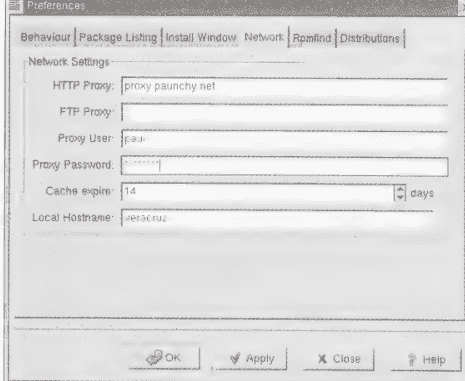 Preferences
Behaviour Package Listing Install Window Network Rpmfind Distributions
Network Settings
HTTP Proxy: proxy paunchy net
FTP Proxy:
Proxy User: paul
Proxy Password:
Cache expire: 14 days
Local Hostname: veracruz
OK Apply Close Help